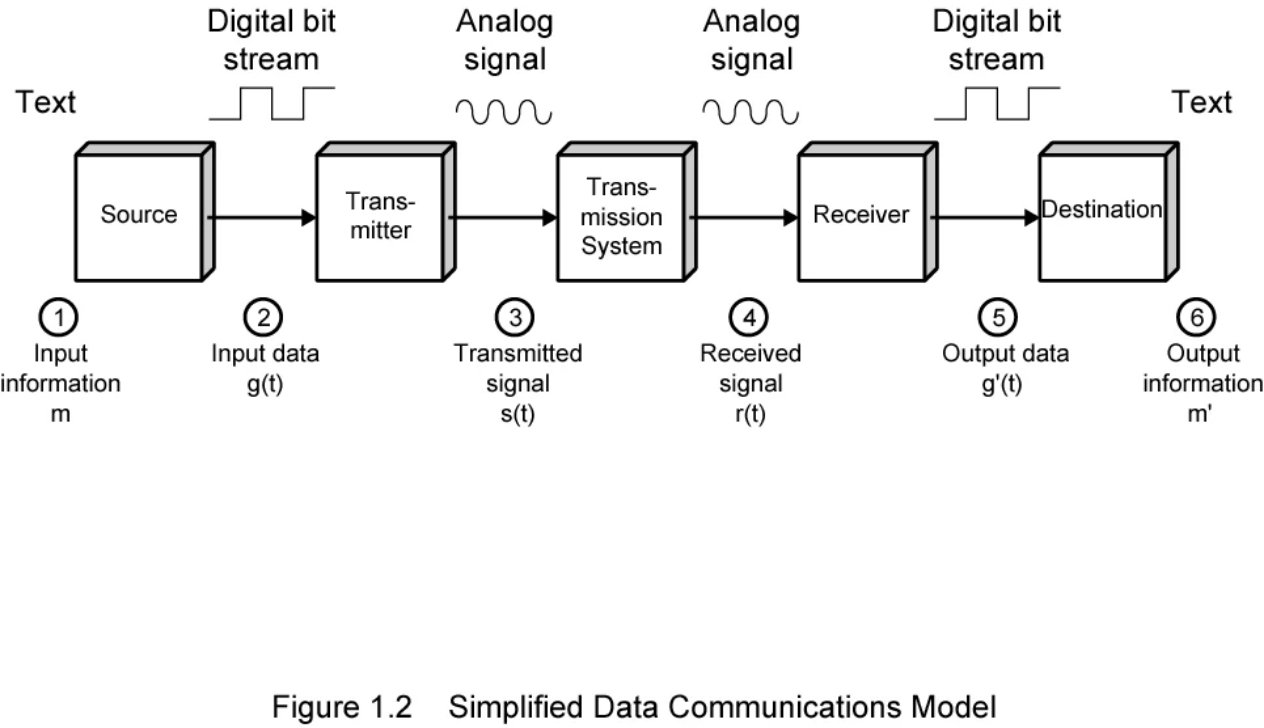 Digital bit
stream
Analog
signal
Analog
signal
Digital bit
stream
Text
Text
Source
Trans-
mitter
Trans-
mission
System
Receiver
Destination
1
Input
information
m
2
Input data
g(t)
3
Transmitted
signal
s(t)
4
Received
signal
r(t)
5
Output data
g'(t)
6
Output
information
m'
Figure 1.2 Simplified Data Communications Model